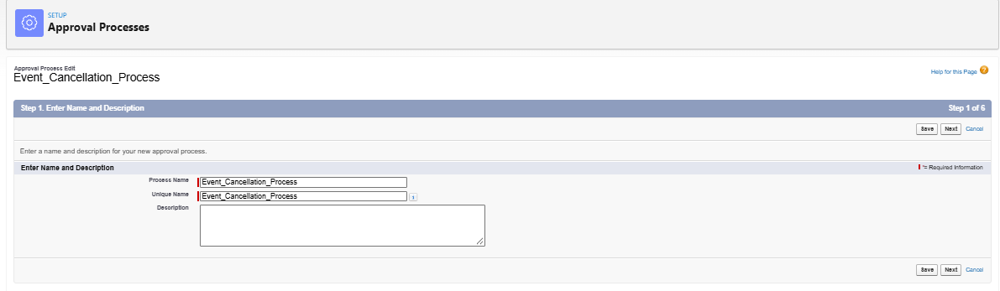 SETUP
Approval Processes
Approval Process Edit
Event_Cancellation_Process
Help for this Page ?
Step 1. Enter Name and Description Step 1 of 6
Save Next Cancel
Enter a name and description for your new approval process.
Enter Name and Description = Required Information
Process Name Event_Cancellation_Process
Unique Name Event_Cancellation_Process i
Description
Save Next Cancel